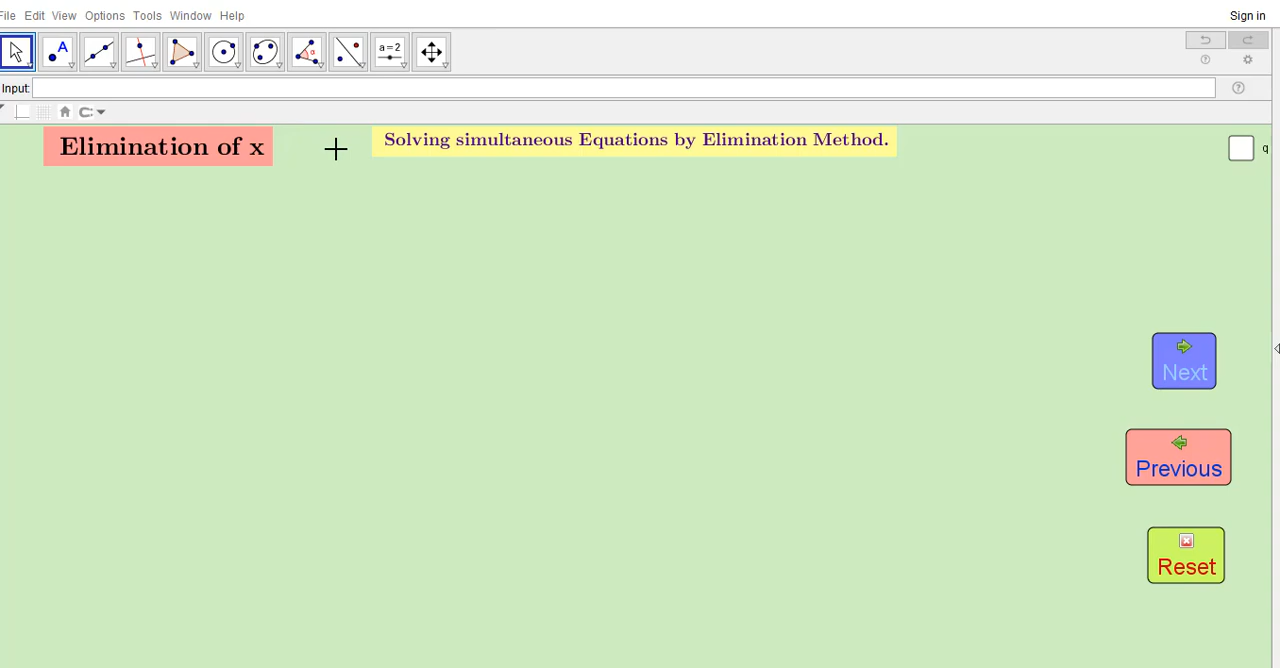 File Edit View Options Tools Window Help
Sign in
A
α
a=2
Input:
Elimination of x
Solving simultaneous Equations by Elimination Method.
q
Next
Previous
Reset